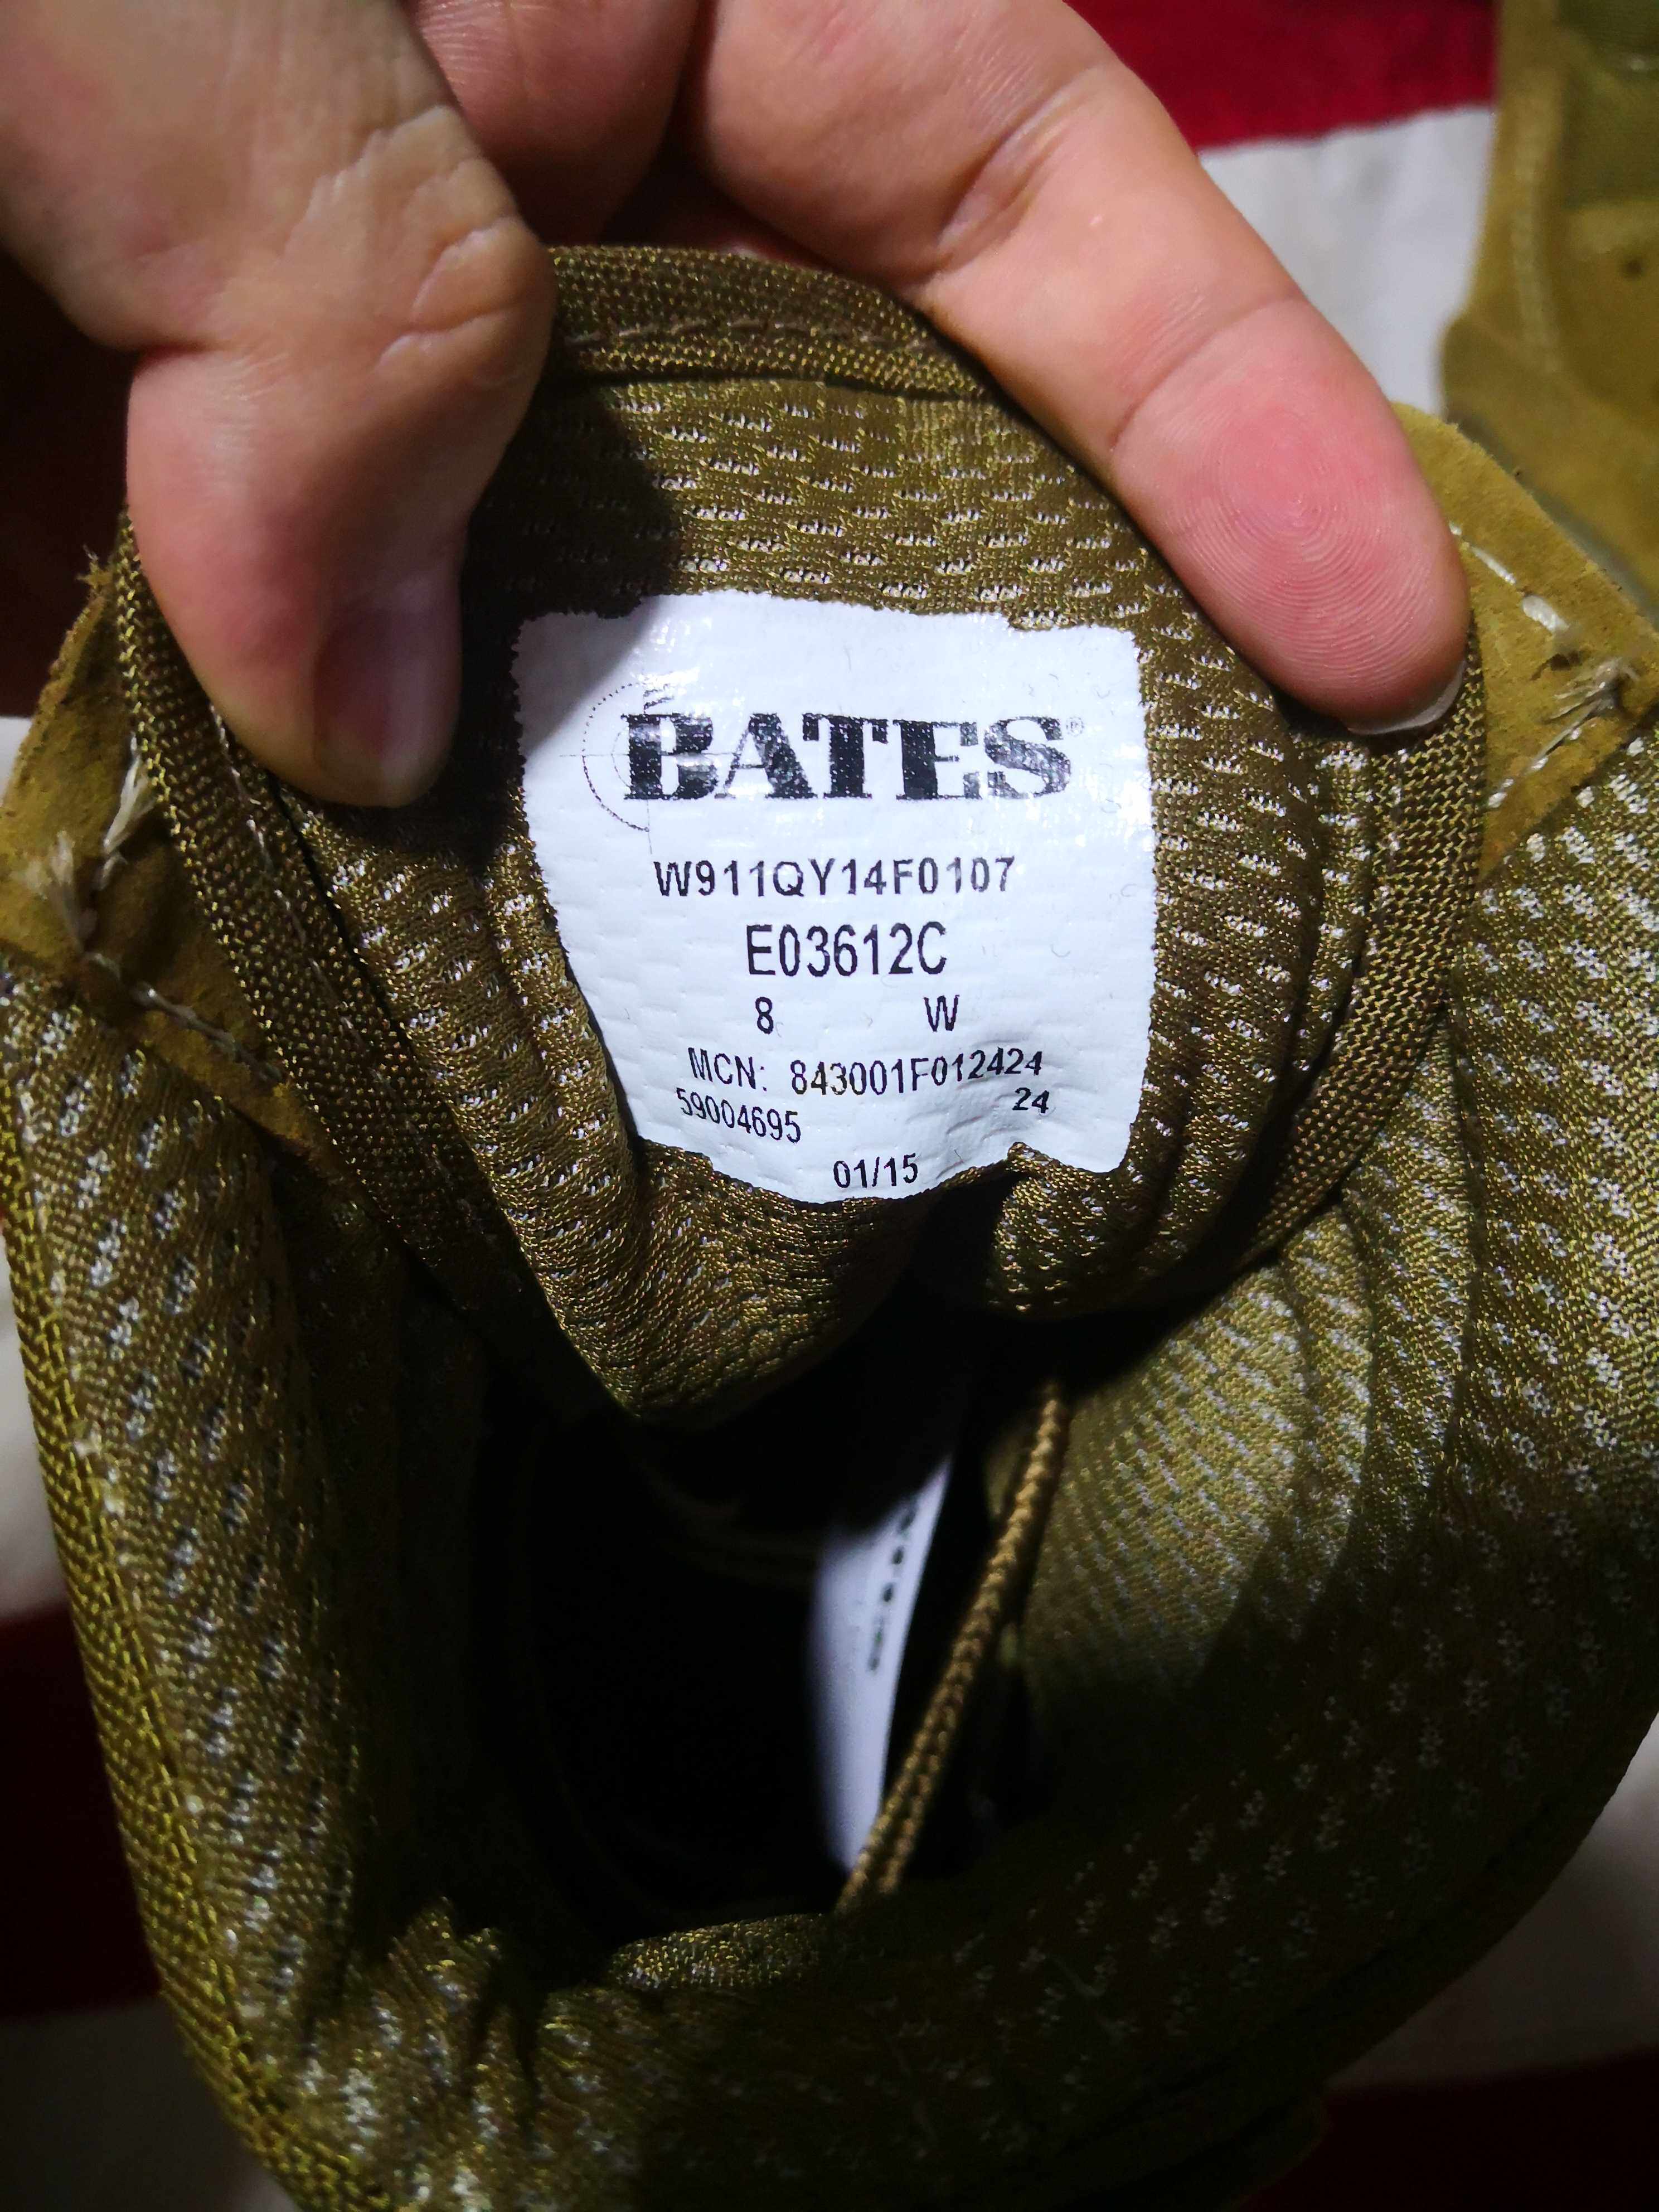 BATES®
W911QY14F0107
E03612C
8 W
MCN: 843001F012424
59004695 24
01/15